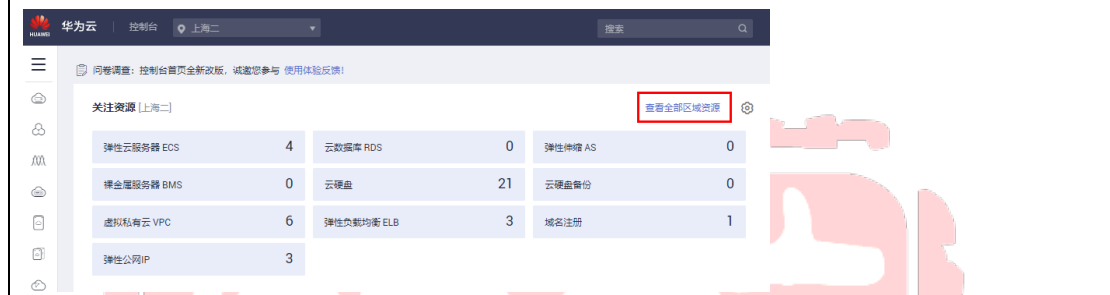 HUAWEI 华为云 控制台 上海二 搜索
问卷调查：控制台首页全新改版，诚邀您参与 使用体验反馈！
关注资源 [上海二] 查看全部区域资源
弹性云服务器 ECS 4 云数据库 RDS 0 弹性伸缩 AS 0
裸金属服务器 BMS 0 云硬盘 21 云硬盘备份 0
虚拟私有云 VPC 6 弹性负载均衡 ELB 3 域名注册 1
弹性公网IP 3